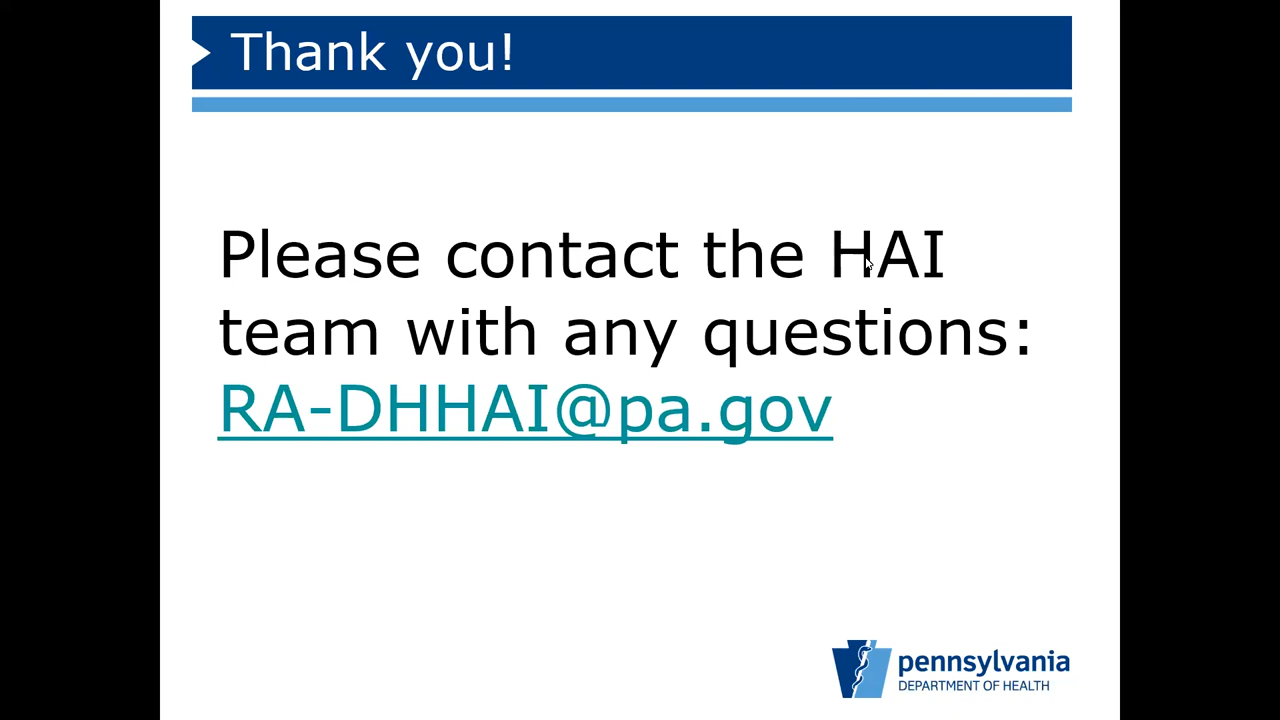 Thank you!
Please contact the HAI
team with any questions:
RA-DHHAI@pa.gov
pennsylvania
DEPARTMENT OF HEALTH